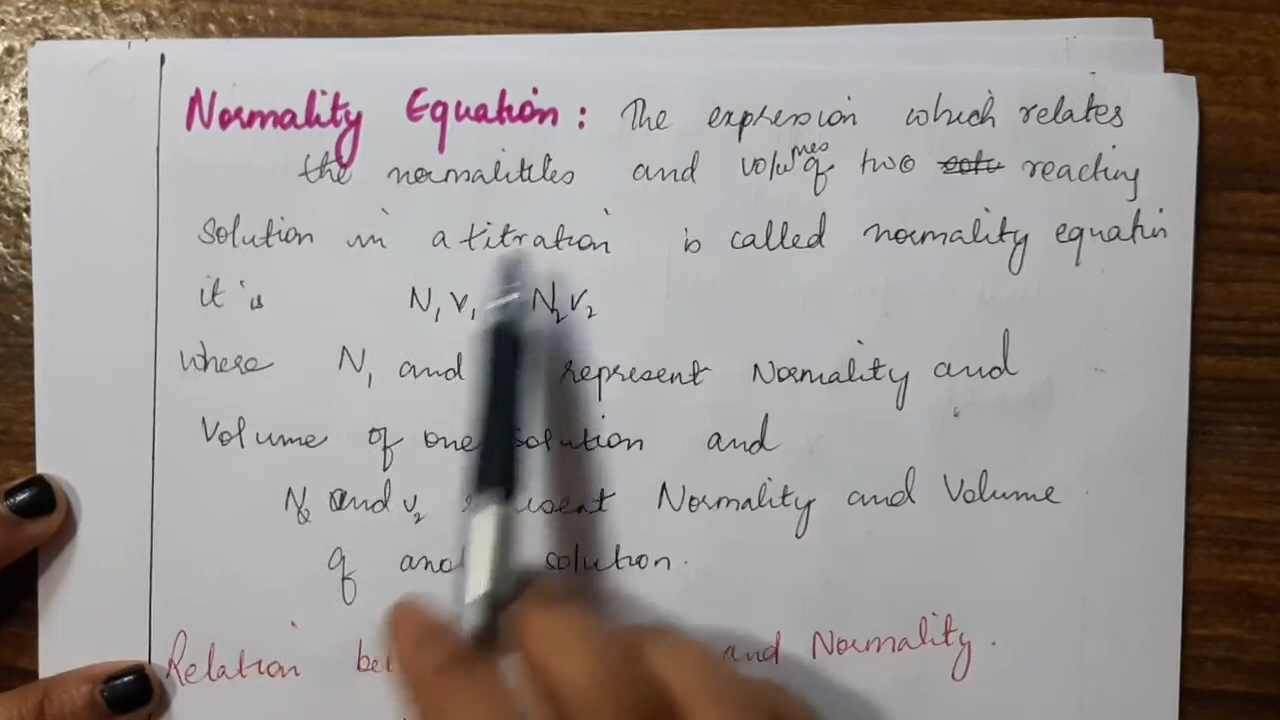 Normality Equation: The expression which relates
the normalities and volumes of two reacting
solution in a titration is called normality equatin
it is N₁V₁ N₂V₂
where N₁ and represent Normality and
Volume of one solution and
N₂ and V₂ Normality and Volume
of solution.
Relation and Normality.